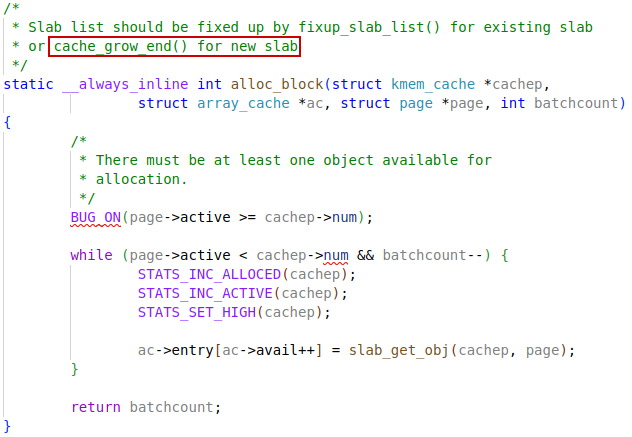 /*
 * Slab list should be fixed up by fixup_slab_list() for existing slab
 * or cache_grow_end() for new slab
 */
static __always_inline int alloc_block(struct kmem_cache *cachep,
                struct array_cache *ac, struct page *page, int batchcount)
{
        /*
         * There must be at least one object available for
         * allocation.
         */
        BUG_ON(page->active >= cachep->num);

        while (page->active < cachep->num && batchcount--) {
                STATS_INC_ALLOCED(cachep);
                STATS_INC_ACTIVE(cachep);
                STATS_SET_HIGH(cachep);

                ac->entry[ac->avail++] = slab_get_obj(cachep, page);
        }

        return batchcount;
}